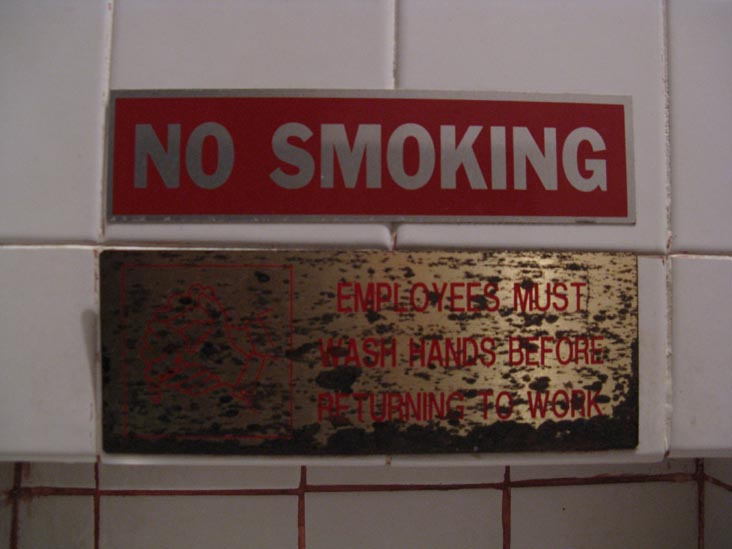 NO SMOKING
EMPLOYEES MUST
WASH HANDS BEFORE
RETURNING TO WORK